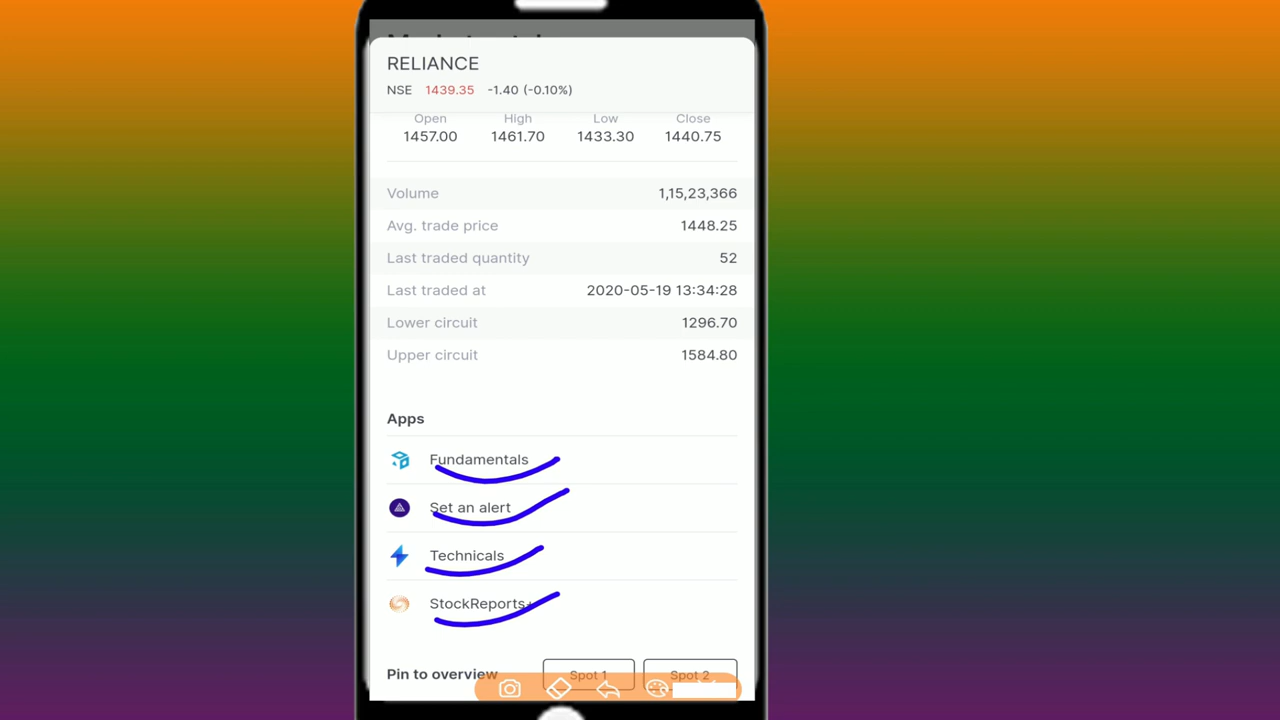 RELIANCE
NSE 1439.35 -1.40 (-0.10%)
Open High Low Close
1457.00 1461.70 1433.30 1440.75
Volume 1,15,23,366
Avg. trade price 1448.25
Last traded quantity 52
Last traded at 2020-05-19 13:34:28
Lower circuit 1296.70
Upper circuit 1584.80
Apps
Fundamentals
Set an alert
Technicals
StockReports+
Pin to overview Spot 1 Spot 2